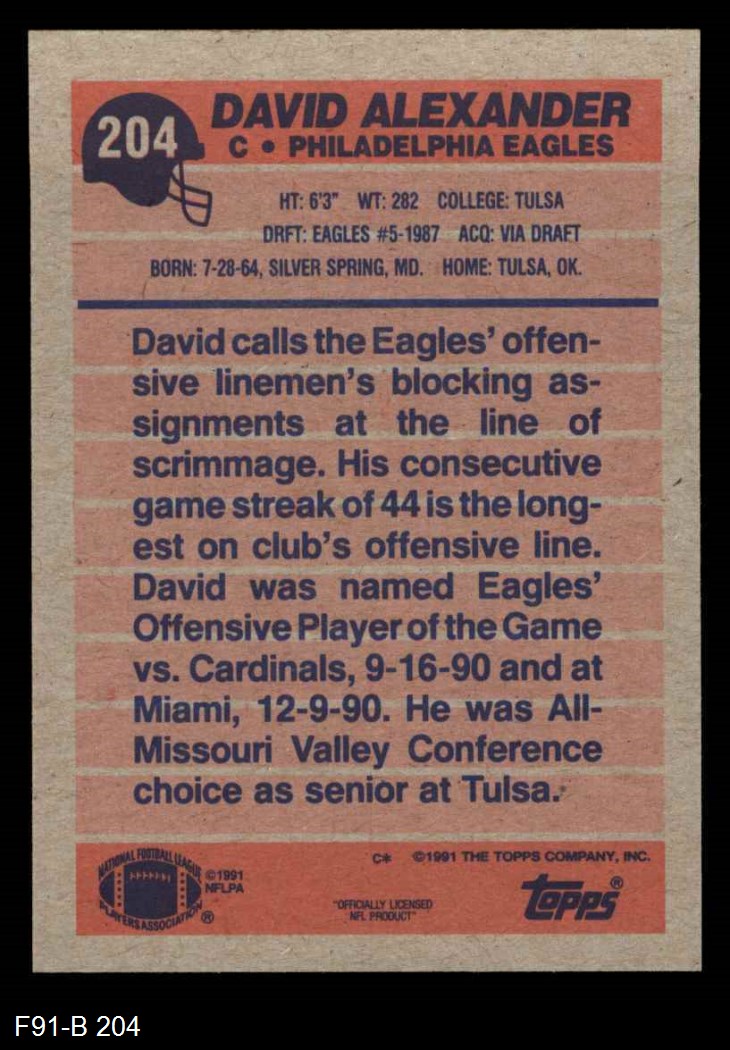 204
DAVID ALEXANDER
C • PHILADELPHIA EAGLES
HT: 6'3" WT: 282 COLLEGE: TULSA
DRFT: EAGLES #5-1987 ACQ: VIA DRAFT
BORN: 7-28-64, SILVER SPRING, MD. HOME: TULSA, OK.
David calls the Eagles' offen-
sive linemen's blocking as-
signments at the line of
scrimmage. His consecutive
game streak of 44 is the long-
est on club's offensive line.
David was named Eagles'
Offensive Player of the Game
vs. Cardinals, 9-16-90 and at
Miami, 12-9-90. He was All-
Missouri Valley Conference
choice as senior at Tulsa.
NATIONAL FOOTBALL LEAGUE
PLAYERS ASSOCIATION ®
©1991
NFLPA
C* ©1991 THE TOPPS COMPANY, INC.
"OFFICIALLY LICENSED
NFL PRODUCT"
topps®
F91-B 204